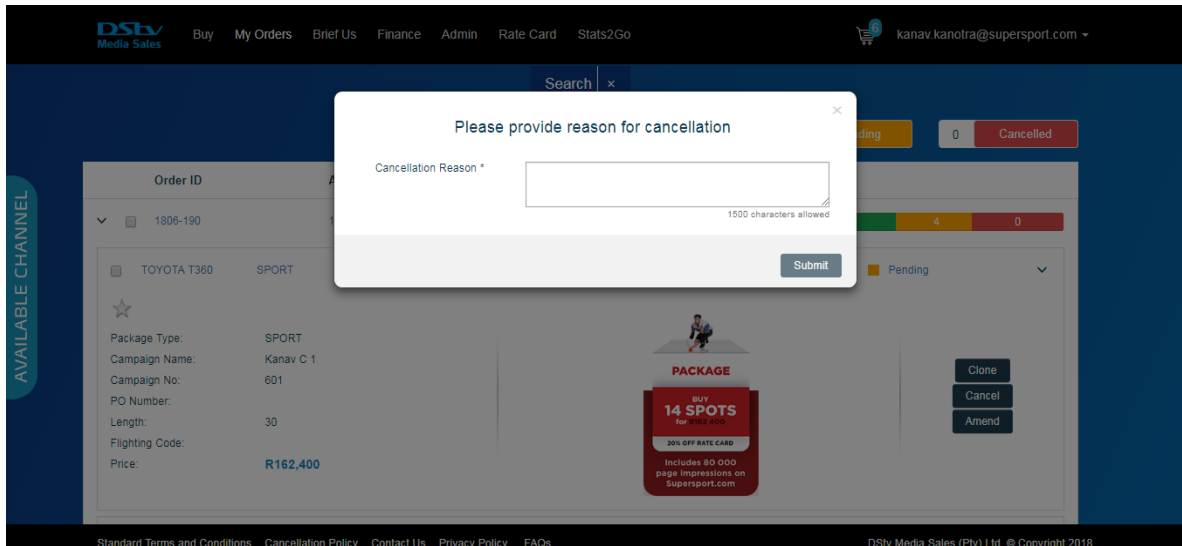 DStv
Media Sales
Buy My Orders Brief Us Finance Admin Rate Card Stats2Go
6
kanav.kanotra@supersport.com
Search ×
Please provide reason for cancellation ×
0 Cancelled
Cancellation Reason *
1500 characters allowed
Submit
Order ID
1806-190
4 0
AVAILABLE CHANNEL
TOYOTA T360 SPORT
Pending
Package Type: SPORT
Campaign Name: Kanav C 1
Campaign No: 601
PO Number:
Length: 30
Flighting Code:
Price: R162,400
PACKAGE
BUY
14 SPOTS
for R162 400
20% OFF RATE CARD
Includes 80 000
page impressions on
Supersport.com
Clone
Cancel
Amend
Standard Terms and Conditions Cancellation Policy Contact Us Privacy Policy FAQs
DStv Media Sales (Pty) Ltd. © Copyright 2018